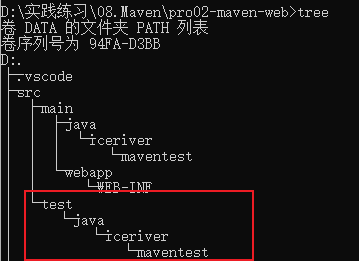 D:\实践练习\08.Maven\pro02-maven-web>tree
卷 DATA 的文件夹 PATH 列表
卷序列号为 94FA-D3BB
D:.
├─.vscode
├─src
│  ├─main
│  │  ├─java
│  │  │  └─iceriver
│  │  │      └─maventest
│  │  └─webapp
│  │      └─WEB-INF
│  └─test
│      └─java
│          └─iceriver
│              └─maventest